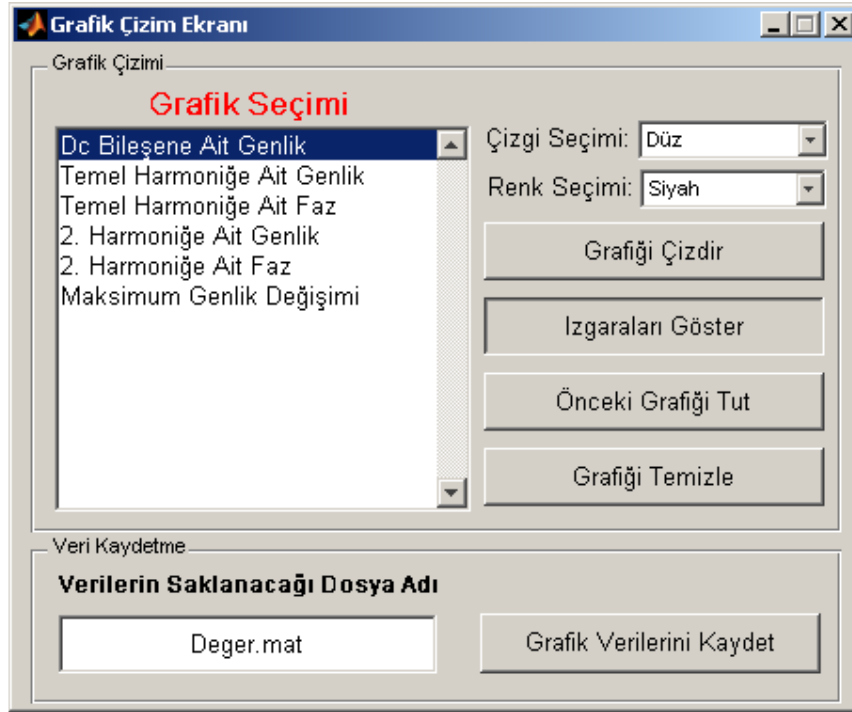 Grafik Çizim Ekranı
Grafik Çizimi
Grafik Seçimi
Dc Bileşene Ait Genlik
Temel Harmoniğe Ait Genlik
Temel Harmoniğe Ait Faz
2. Harmoniğe Ait Genlik
2. Harmoniğe Ait Faz
Maksimum Genlik Değişimi
Çizgi Seçimi: Düz
Renk Seçimi: Siyah
Grafiği Çizdir
Izgaraları Göster
Önceki Grafiği Tut
Grafiği Temizle
Veri Kaydetme
Verilerin Saklanacağı Dosya Adı
Deger.mat
Grafik Verilerini Kaydet